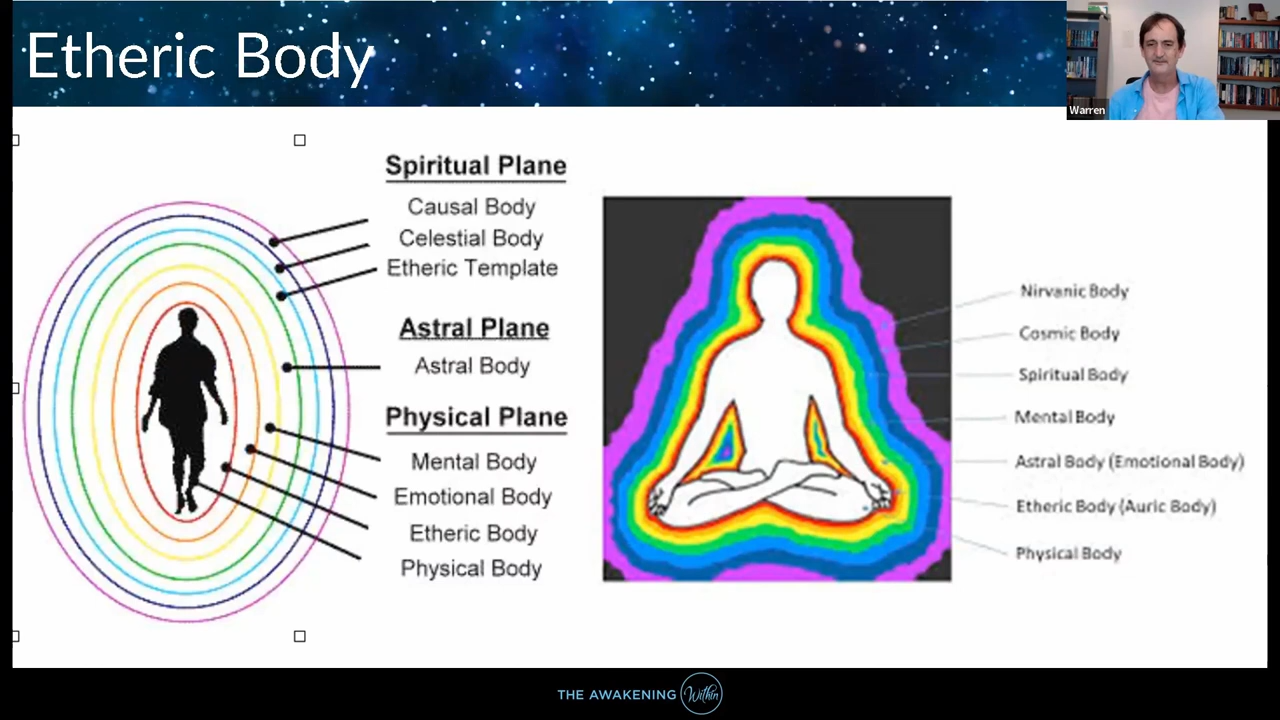 Etheric Body
Warren
Spiritual Plane
Causal Body
Celestial Body
Etheric Template
Astral Plane
Astral Body
Physical Plane
Mental Body
Emotional Body
Etheric Body
Physical Body
Nirvanic Body
Cosmic Body
Spiritual Body
Mental Body
Astral Body (Emotional Body)
Etheric Body (Auric Body)
Physical Body
THE AWAKENING Within